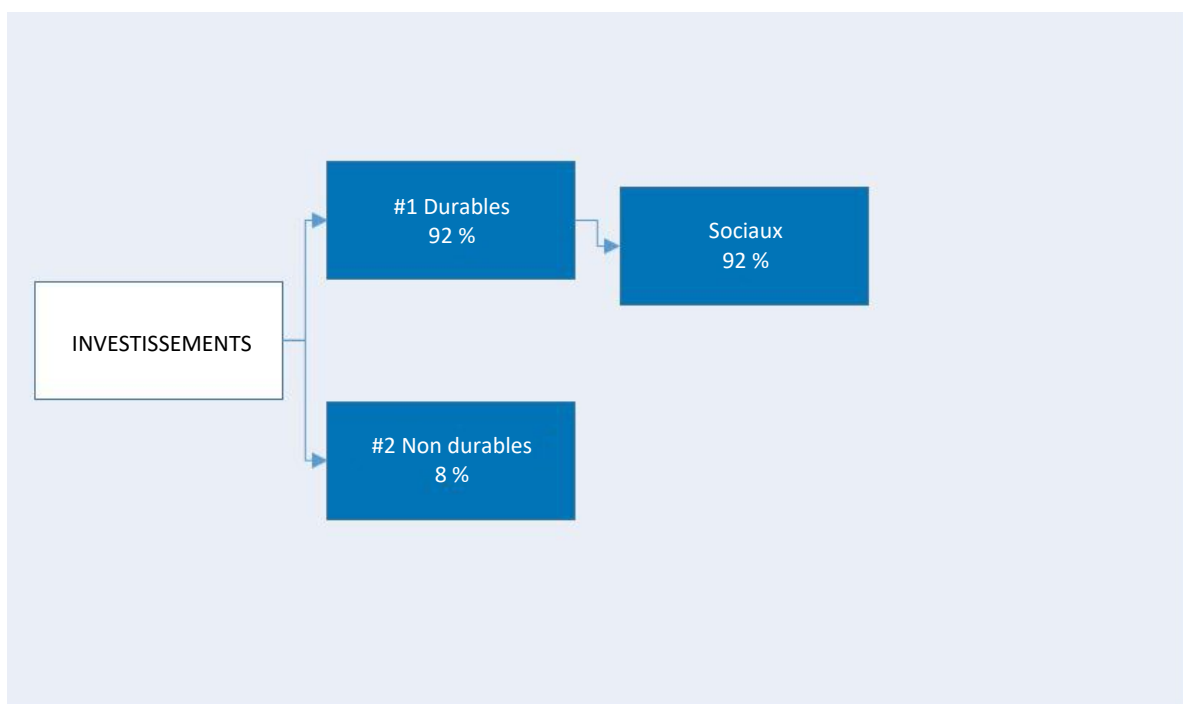 INVESTISSEMENTS
#1 Durables
92 %
Sociaux
92 %
#2 Non durables
8 %